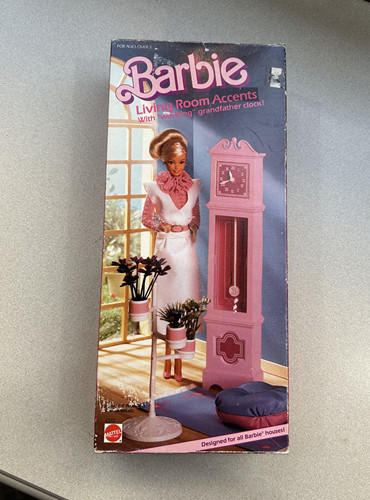 FOR AGES OVER 3
Barbie
Living Room Accents
With "working" grandfather clock!
MATTEL
Designed for all Barbie® houses!